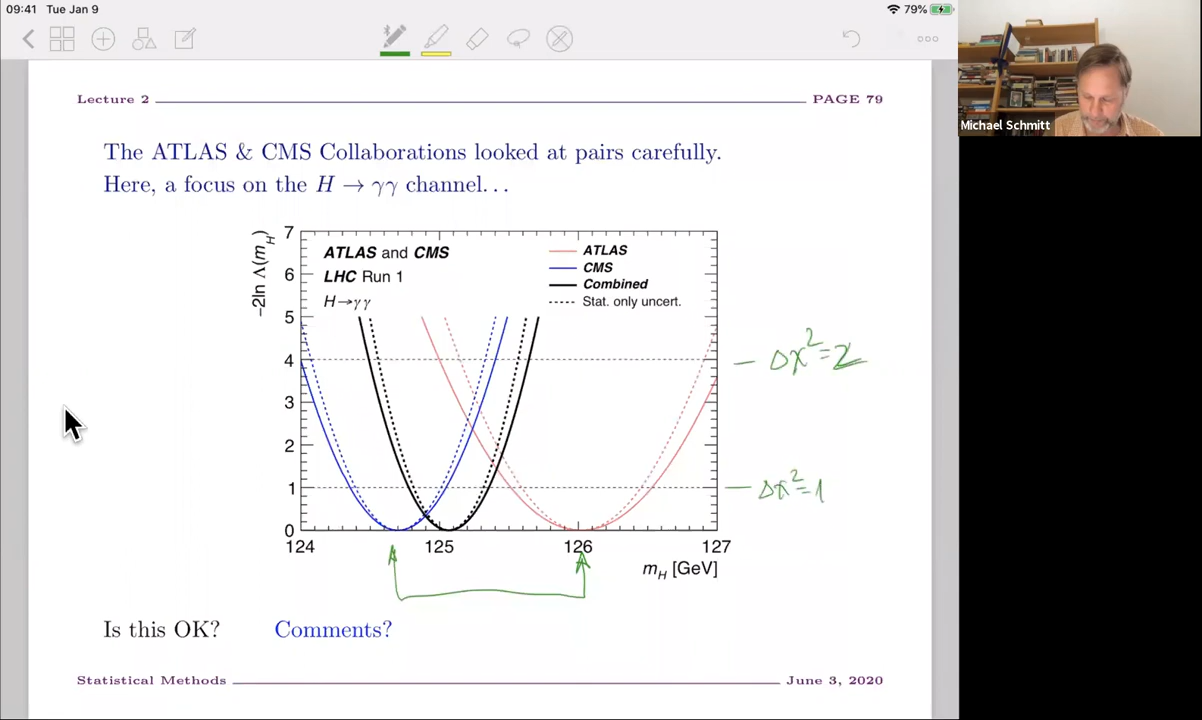 09:41 Tue Jan 9
79%
Lecture 2
PAGE 79
Michael Schmitt
The ATLAS & CMS Collaborations looked at pairs carefully.
Here, a focus on the H → γγ channel...
−2ln Λ(m_H)
7
6
5
4
3
2
1
0
ATLAS and CMS
LHC Run 1
H→γγ
ATLAS
CMS
Combined
Stat. only uncert.
- Δχ²=2
- Δχ²=1
124
125
126
127
m_H [GeV]
Is this OK? Comments?
Statistical Methods
June 3, 2020